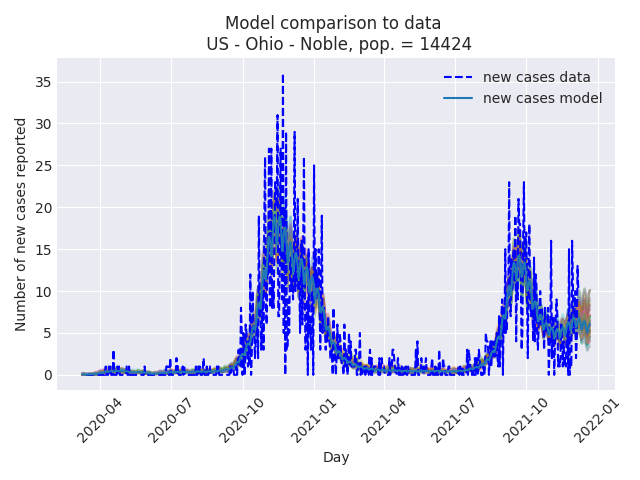 Model comparison to data
US - Ohio - Noble, pop. = 14424
new cases data
new cases model
Number of new cases reported
35
30
25
20
15
10
5
0
2020-04
2020-07
2020-10
2021-01
2021-04
2021-07
2021-10
2022-01
Day